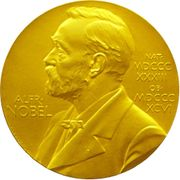 ALFR·
NOBEL
NAT·
MDCCC
XXXIII
OB·
MDCCC
XCVI